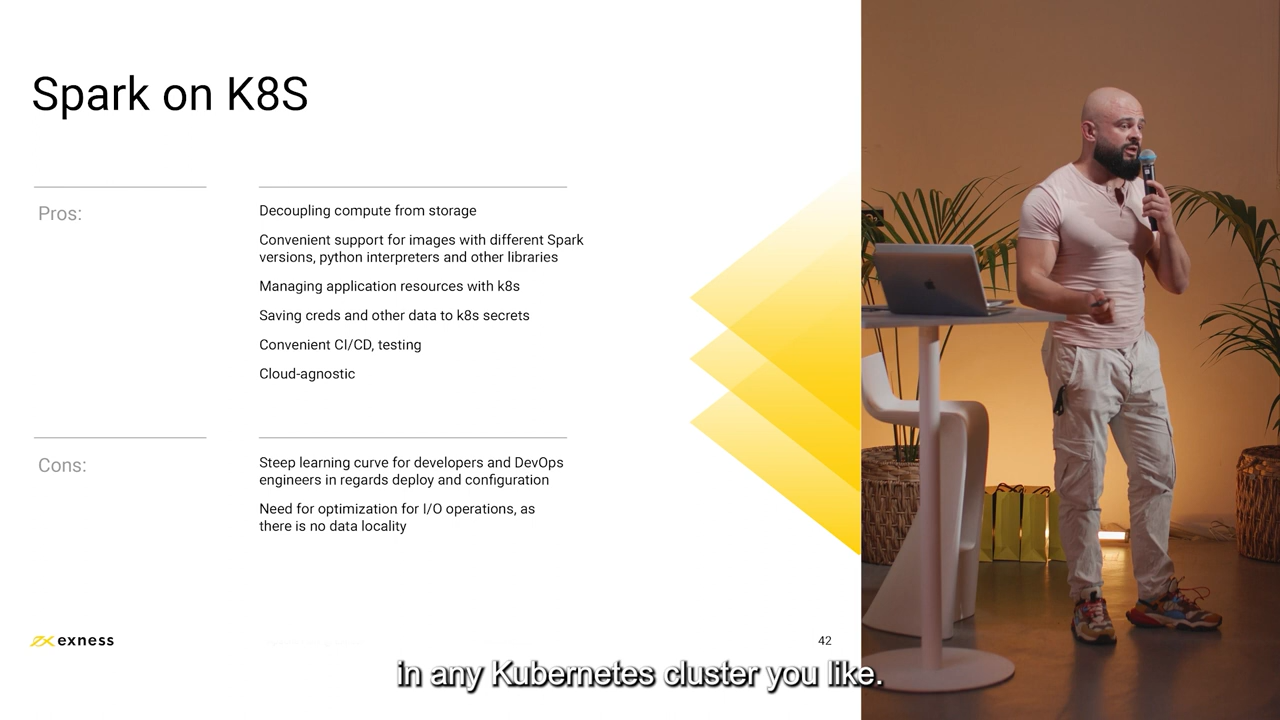 Spark on K8S
Pros:
Decoupling compute from storage
Convenient support for images with different Spark
versions, python interpreters and other libraries
Managing application resources with k8s
Saving creds and other data to k8s secrets
Convenient CI/CD, testing
Cloud-agnostic
Cons:
Steep learning curve for developers and DevOps
engineers in regards deploy and configuration
Need for optimization for I/O operations, as
there is no data locality
exness
42
in any Kubernetes cluster you like.